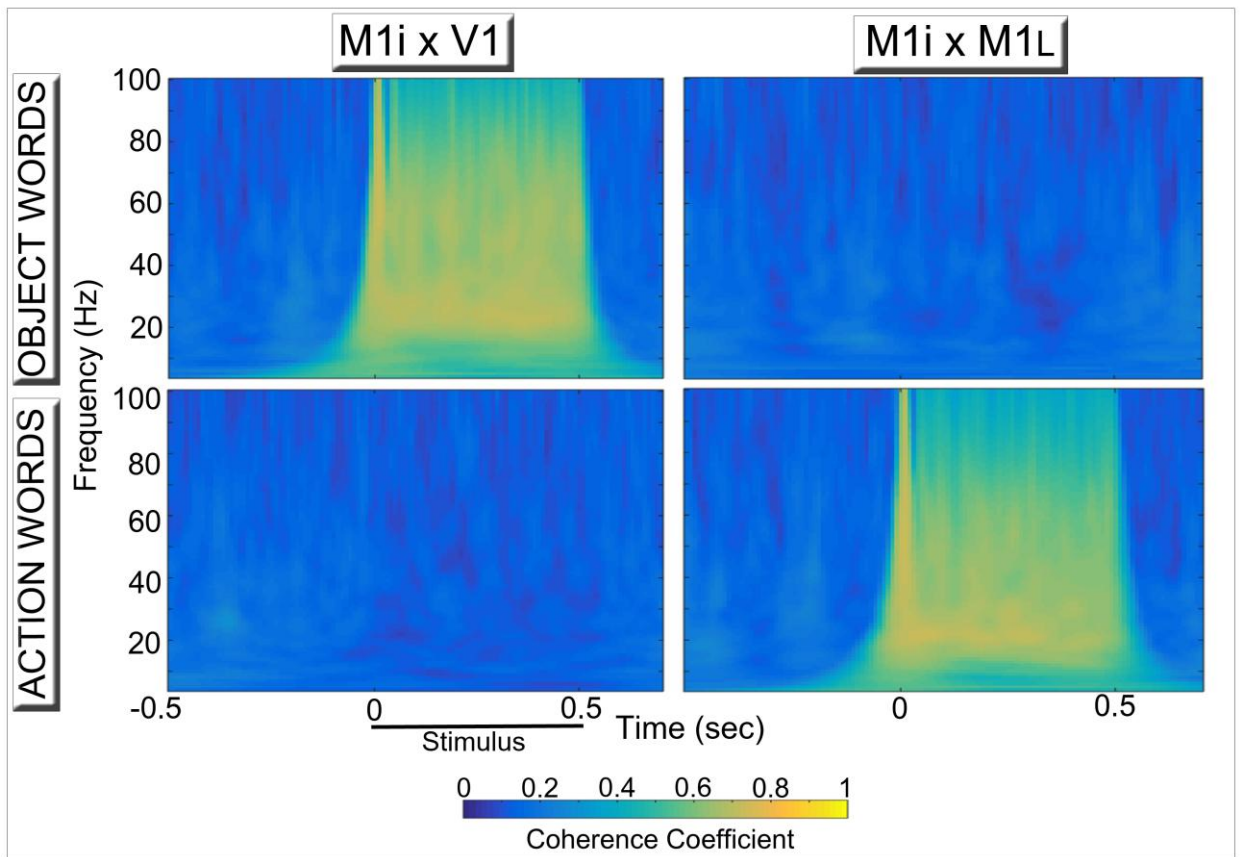 M1i x V1
M1i x M1L
OBJECT WORDS
ACTION WORDS
Frequency (Hz)
100
80
60
40
20
100
80
60
40
20
-0.5
0
0.5
0
0.5
Time (sec)
Stimulus
0 0.2 0.4 0.6 0.8 1
Coherence Coefficient